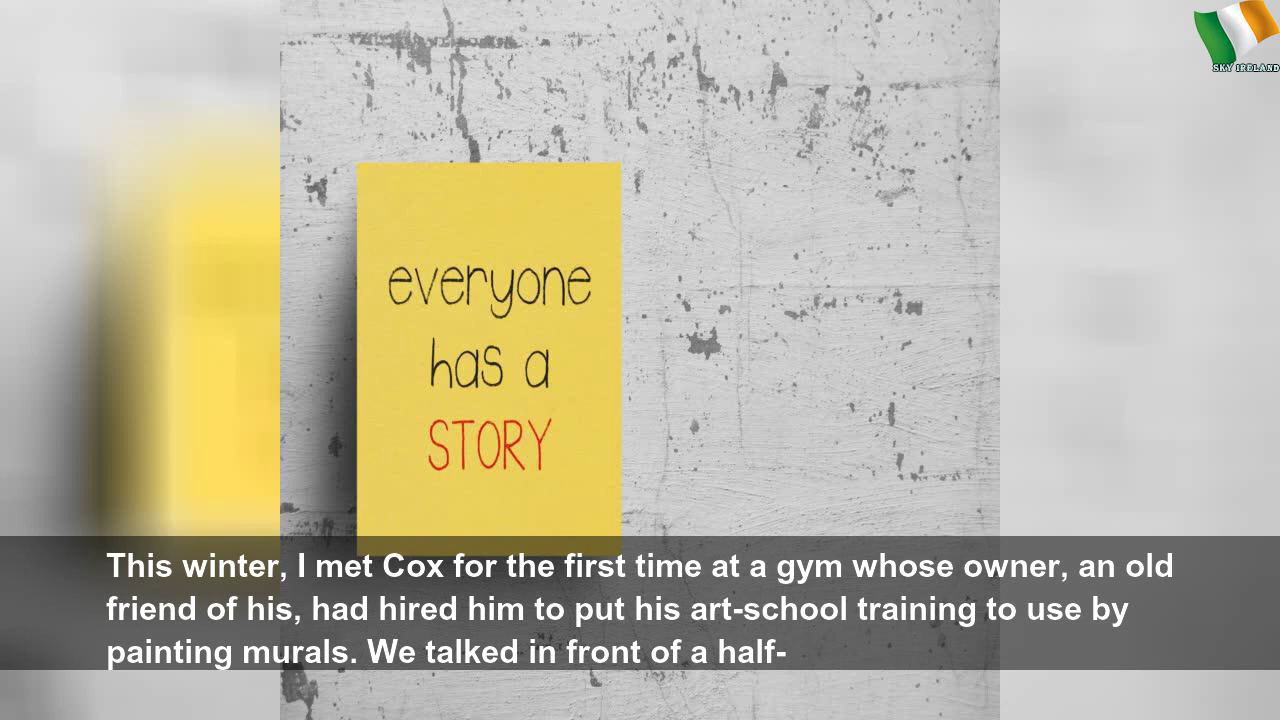 SKY IRELAND
everyone
has a
STORY
This winter, I met Cox for the first time at a gym whose owner, an old
friend of his, had hired him to put his art-school training to use by
painting murals. We talked in front of a half-